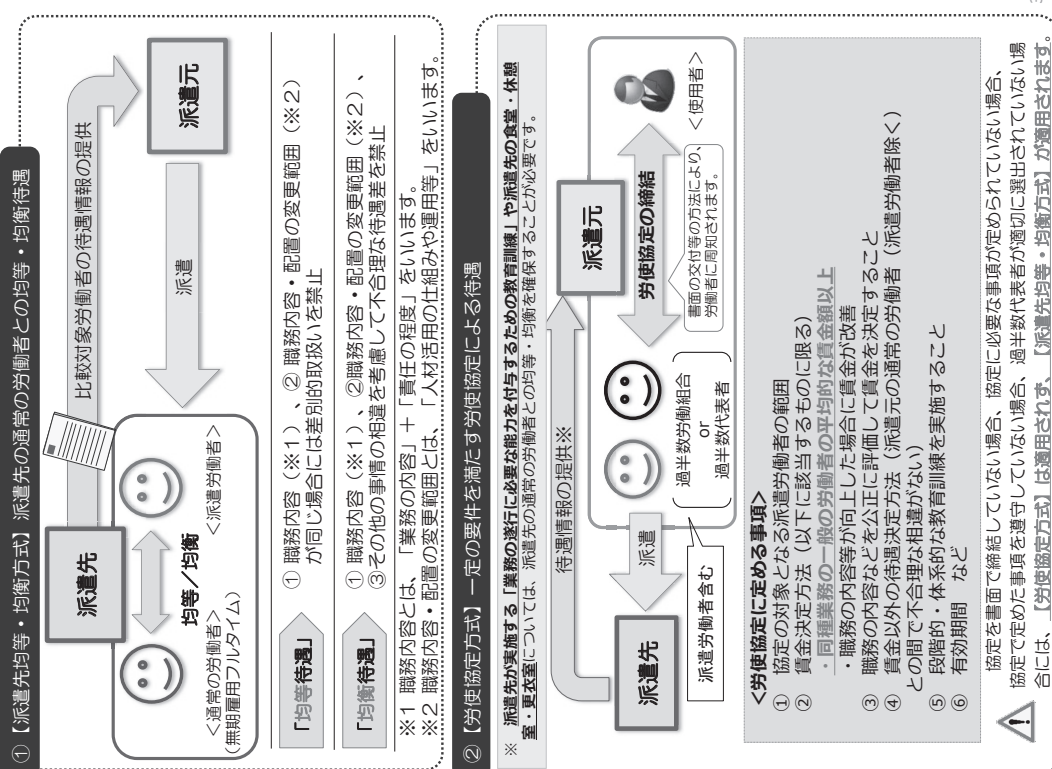 ① 【派遣先均等・均衡方式】 派遣先の通常の労働者との均等・均衡待遇
派遣先
比較対象労働者の待遇情報の提供
派遣元
派遣
均等／均衡
＜通常の労働者＞
（無期雇用フルタイム）
＜派遣労働者＞
「均等待遇」
① 職務内容（※１）、② 職務内容・配置の変更範囲（※２）
が同じ場合には差別的取扱いを禁止
「均衡待遇」
① 職務内容（※１）、②職務内容・配置の変更範囲（※２）、
③その他の事情の相違を考慮して不合理な待遇差を禁止
※１ 職務内容とは、「業務の内容」＋「責任の程度」をいいます。
※２ 職務内容・配置の変更範囲とは、「人材活用の仕組みや運用等」をいいます。
② 【労使協定方式】 一定の要件を満たす労使協定による待遇
※ 派遣先が実施する「業務の遂行に必要な能力を付与するための教育訓練」や派遣先の食堂・休憩
室・更衣室については、派遣先の通常の労働者との均等・均衡を確保することが必要です。
待遇情報の提供※
派遣先
派遣
派遣元
労使協定の締結
書面の交付等の方法により、
労働者に周知されます。
＜使用者＞
過半数労働組合
or
過半数代表者
派遣労働者含む
＜労使協定に定める事項＞
① 協定の対象となる派遣労働者の範囲
② 賃金決定方法（以下に該当するものに限る）
・同種業務の一般の労働者の平均的な賃金額以上
・職務の内容等が向上した場合に賃金が改善
③ 職務の内容などを公正に評価して賃金を決定すること
④ 賃金以外の待遇決定方法（派遣元の通常の労働者（派遣労働者除く）
との間で不合理な相違がない）
⑤ 段階的・体系的な教育訓練を実施すること
⑥ 有効期間 など
協定を書面で締結していない場合、協定に必要な事項が定められていない場合、
協定で定めた事項を遵守していない場合、過半数代表者が適切に選出されていない場
合には、【労使協定方式】は適用されず、【派遣先均等・均衡方式】が適用されます。